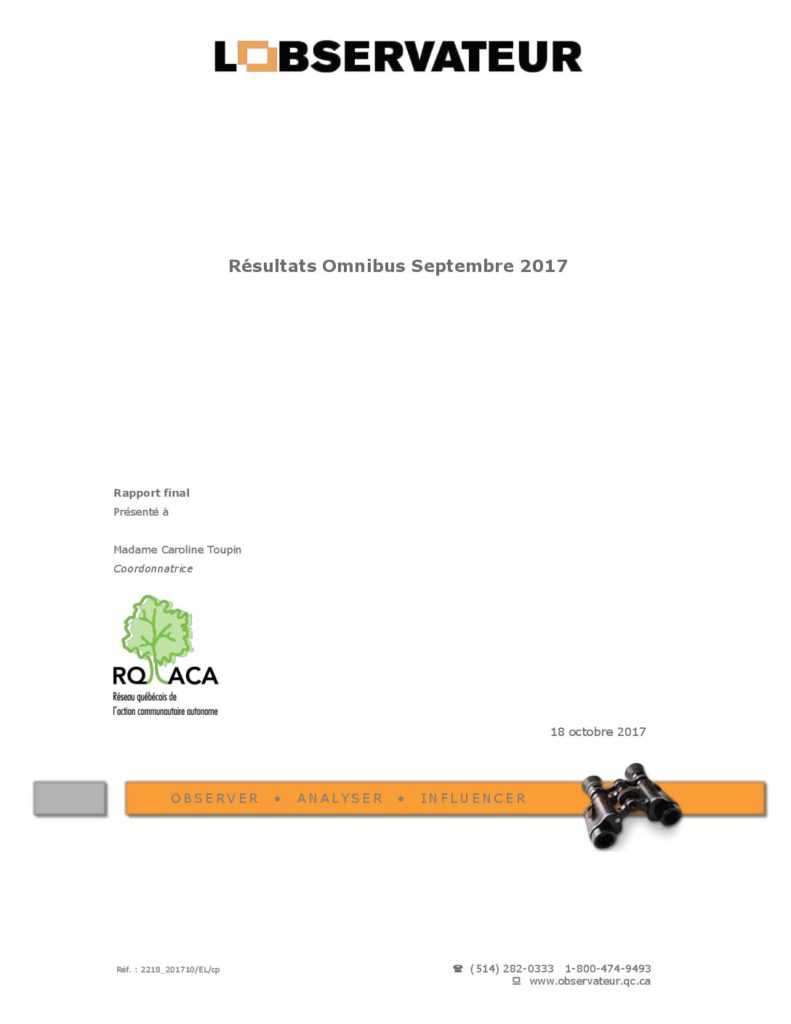 L'OBSERVATEUR
Résultats Omnibus Septembre 2017
Rapport final
Présenté à
Madame Caroline Toupin
Coordonnatrice
RQ ACA
Réseau québécois de
l'action communautaire autonome
18 octobre 2017
OBSERVER • ANALYSER • INFLUENCER
Réf. : 2218_201710/EL/cp
☎ (514) 282-0333 1-800-474-9493
💻 www.observateur.qc.ca